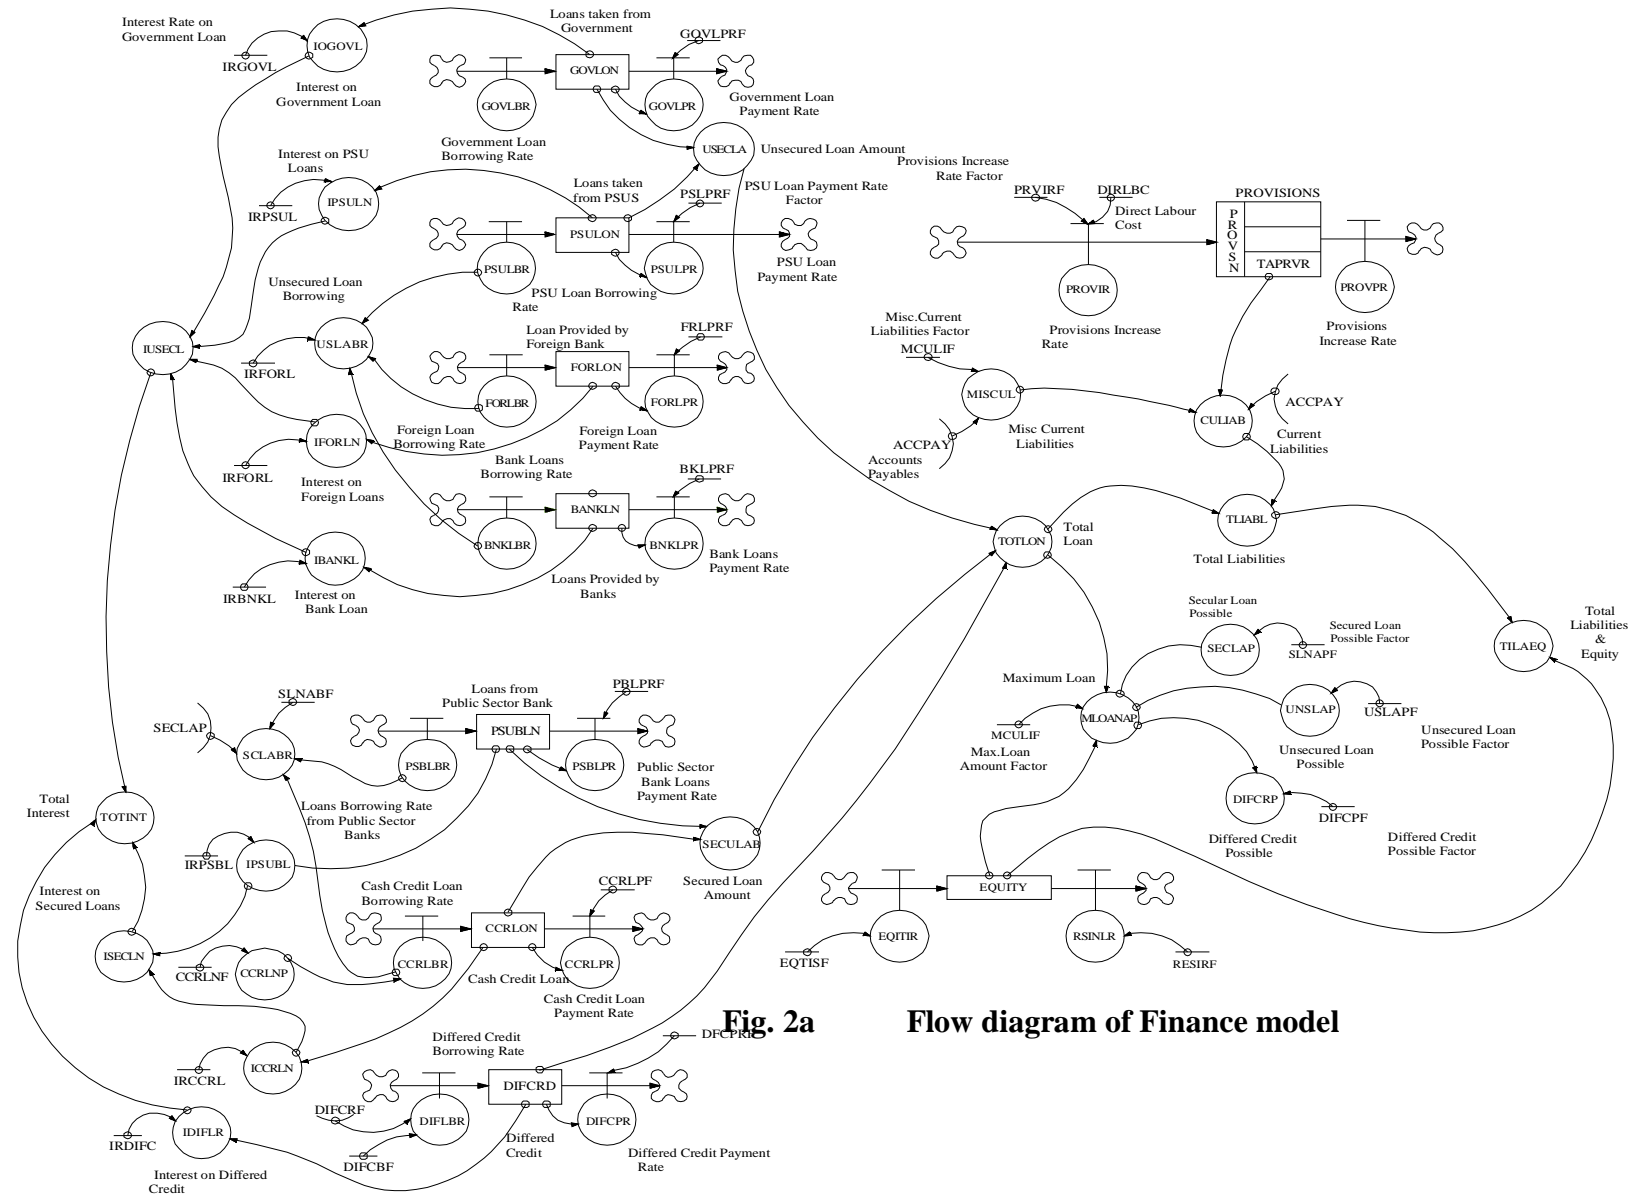 Interest Rate on
Government Loan
IRGOVL
IOGOVL
Interest on
Government Loan
Loans taken from
Government
GOVLON
GOVLBR
Government Loan
Borrowing Rate
GOVLPRF
GOVLPR
Government Loan
Payment Rate
USECLA
Unsecured Loan Amount
Interest on PSU
Loans
IRPSUL
IPSULN
Loans taken
from PSUS
PSULON
PSULBR
PSU Loan Borrowing
Rate
PSLPRF
PSULPR
PSU Loan Payment Rate
Factor
PSU Loan
Payment Rate
Unsecured Loan
Borrowing
USLABR
IRFORL
IUSECL
Loan Provided by
Foreign Bank
FORLON
FORLBR
Foreign Loan
Borrowing Rate
FRLPRF
FORLPR
Foreign Loan
Payment Rate
IFORLN
IRFORL
Interest on
Foreign Loans
Bank Loans
Borrowing Rate
BANKLN
BNKLBR
BKLPRF
BNKLPR
Bank Loans
Payment Rate
Loans Provided by
Banks
IBANKL
IRBNKL
Interest on
Bank Loan
Provisions Increase
Rate Factor
PRVIRF
DIRLBC
Direct Labour
Cost
PROVIR
Provisions Increase
Rate
PROVISIONS
PROVSN
TAPRVR
PROVPR
Provisions
Increase Rate
Misc.Current
Liabilities Factor
MCULIF
MISCUL
Misc Current
Liabilities
ACCPAY
Accounts
Payables
CULIAB
ACCPAY
Current
Liabilities
TOTLON
Total
Loan
TLIABL
Total Liabilities
TILAEQ
Total
Liabilities
&
Equity
Secular Loan
Possible
SECLAP
Secured Loan
Possible Factor
SLNAPF
Maximum Loan
MLOANAP
MCULIF
Max.Loan
Amount Factor
UNSLAP
Unsecured Loan
Possible
USLAPF
Unsecured Loan
Possible Factor
DIFCRP
Differed Credit
Possible
DIFCPF
Differed Credit
Possible Factor
EQUITY
EQITIR
EQTISF
RSINLR
RESIRF
SECLAP
SLNABF
SCLABR
Loans from
Public Sector Bank
PSUBLN
PSBLBR
PBLPRF
PSBLPR
Public Sector
Bank Loans
Payment Rate
Loans Borrowing Rate
from Public Sector
Banks
Total
Interest
TOTINT
IRPSBL
IPSUBL
SECULAB
Secured Loan
Amount
Interest on
Secured Loans
ISECLN
Cash Credit Loan
Borrowing Rate
CCRLON
CCRLPF
CCRLBR
CCRLPR
CCRLNF
CCRLNP
Cash Credit Loan
Cash Credit Loan
Payment Rate
IRCCRL
ICCRLN
Differed Credit
Borrowing Rate
DIFCRD
DIFCRF
DIFLBR
DIFCBF
DIFCPR
Differed
Credit
Differed Credit Payment
Rate
IRDIFC
IDIFLR
Interest on Differed
Credit
Fig. 2a Flow diagram of Finance model